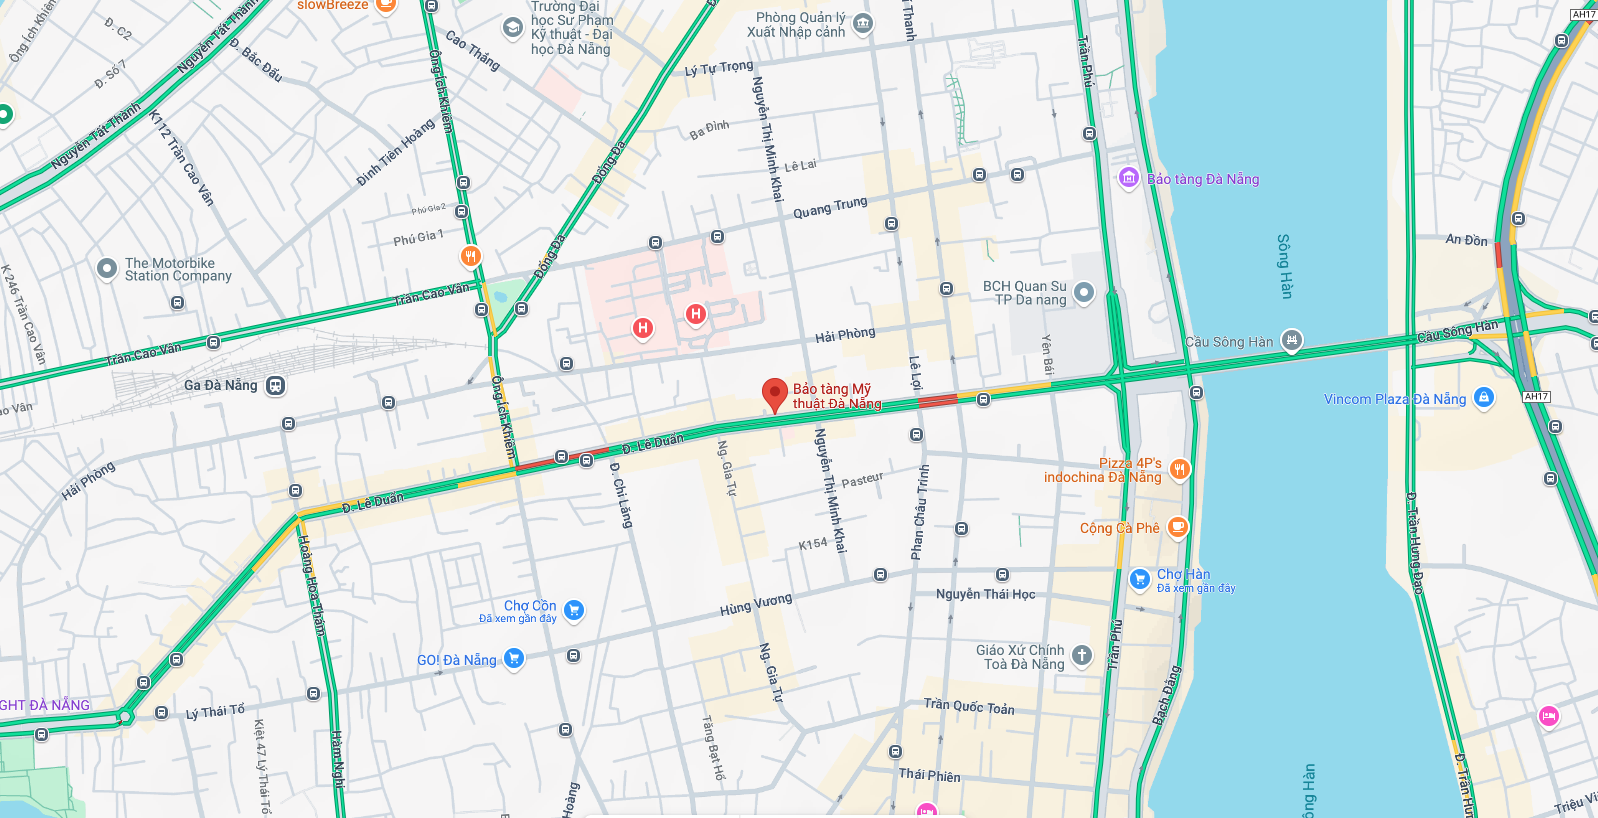 slowBreeze
Trường Đại
học Sư Phạm
Kỹ thuật - Đại
học Đà Nẵng
Phòng Quản lý
Xuất Nhập cảnh
AH17
Ông Ích Khiêm
Đ. C2
Nguyễn Tất Thành
Đ. Bắc Đẩu
Đ. Số 7
Cao Thắng
Ông Ích Khiêm
Lý Tự Trọng
Trần Phú
Nguyễn Tất Thành
K112 Trần Cao Vân
Đinh Tiên Hoàng
Đống Đa
Ba Đình
Nguyễn Thị Minh Khai
Lê Lai
Bảo tàng Đà Nẵng
Quang Trung
Phú Gia 2
Phú Gia 1
An Đồn
Sông Hàn
The Motorbike
Station Company
Đống Đa
K-246 Trần Cao Vân
Trần Cao Vân
BCH Quan Su
TP Da nang
H
H
Hải Phòng
Yên Bái
Cầu Sông Hàn
Cầu Sông Hàn
Trần Cao Vân
Ga Đà Nẵng
Lê Lợi
Bảo tàng Mỹ
thuật Đà Nẵng
Vincom Plaza Đà Nẵng
AH17
Ông Ích Khiêm
Đ. Lê Duẩn
Ng. Gia Tự
Nguyễn Thị Minh Khai
Hải Phòng
Đ. Chi Lăng
Pasteur
Phan Châu Trinh
Pizza 4P's
indochina Đà Nẵng
Đ. Lê Duẩn
Cộng Cà Phê
Đ. Trần Hưng Đạo
K154
Hoàng Hoa Thám
Chợ Hàn
Đã xem gần đây
Chợ Cồn
Đã xem gần đây
Hùng Vương
Nguyễn Thái Học
GO! Đà Nẵng
Ng. Gia Tự
Giáo Xứ Chính
Toà Đà Nẵng
Trần Phú
Bạch Đằng
GHT ĐÀ NẴNG
Lý Thái Tổ
Trần Quốc Toản
Kiệt 47 Lý Thái Tổ
Hàm Nghi
Tăng Bạt Hổ
Thái Phiên
Hoàng